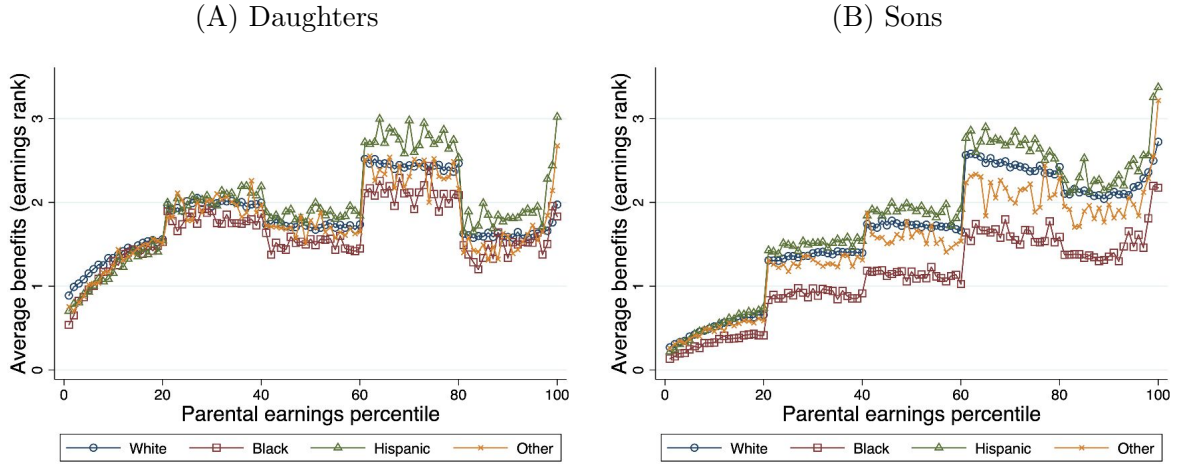 (A) Daughters
Average benefits (earnings rank)
3
2
1
0
0 20 40 60 80 100
Parental earnings percentile
White Black Hispanic Other
(B) Sons
Average benefits (earnings rank)
3
2
1
0
0 20 40 60 80 100
Parental earnings percentile
White Black Hispanic Other